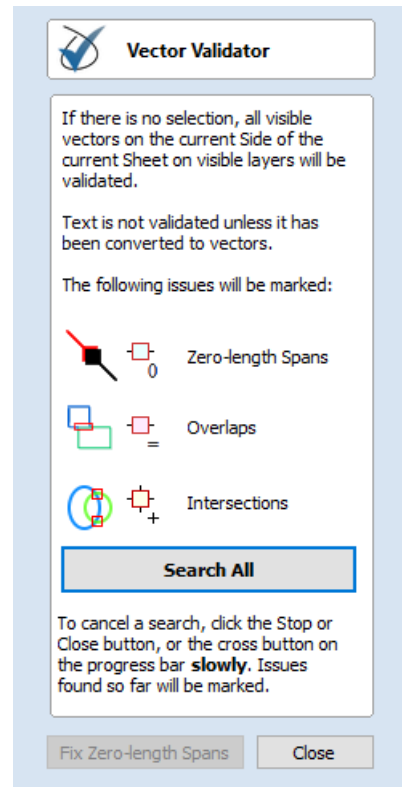 Vector Validator
If there is no selection, all visible
vectors on the current Side of the
current Sheet on visible layers will be
validated.
Text is not validated unless it has
been converted to vectors.
The following issues will be marked:
0
Zero-length Spans
=
Overlaps
+
Intersections
Search All
To cancel a search, click the Stop or
Close button, or the cross button on
the progress bar slowly. Issues
found so far will be marked.
Fix Zero-length Spans
Close